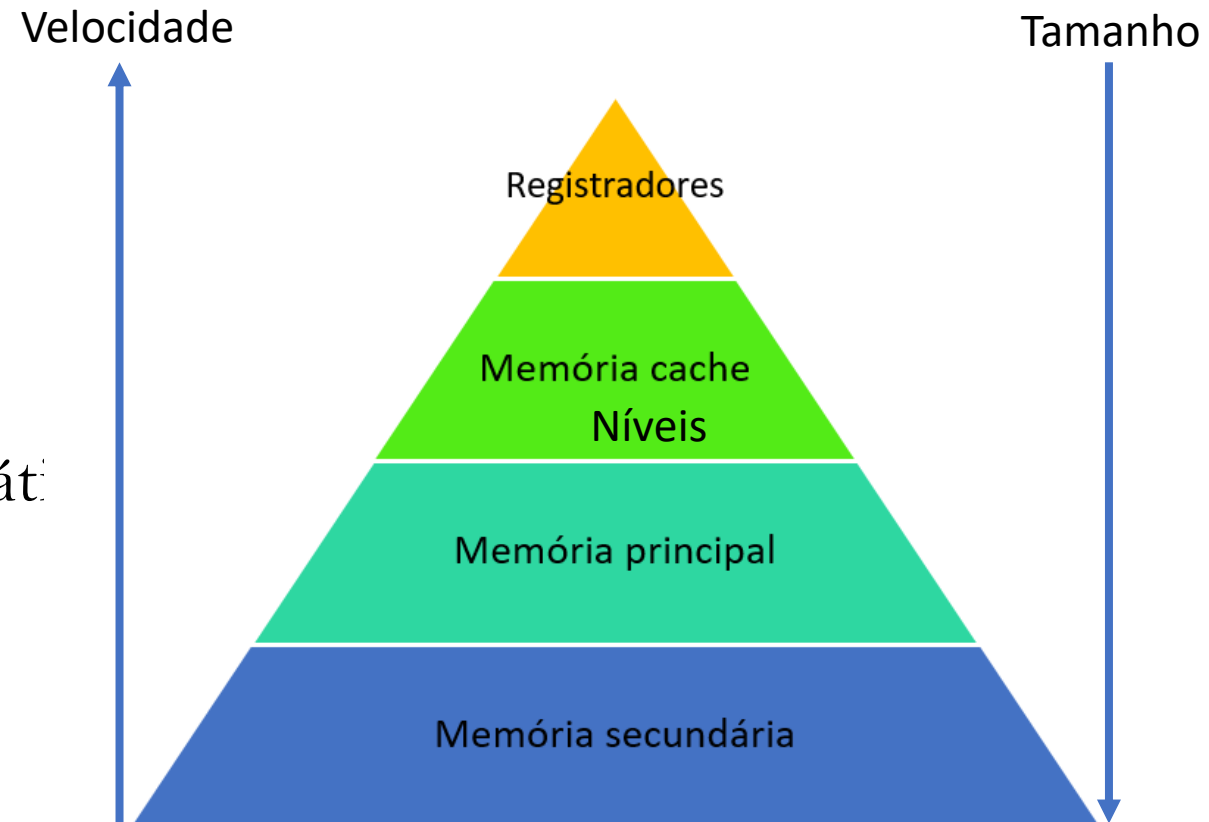 Velocidade
Tamanho
Registradores
Memória cache
Níveis
Memória principal
Memória secundária